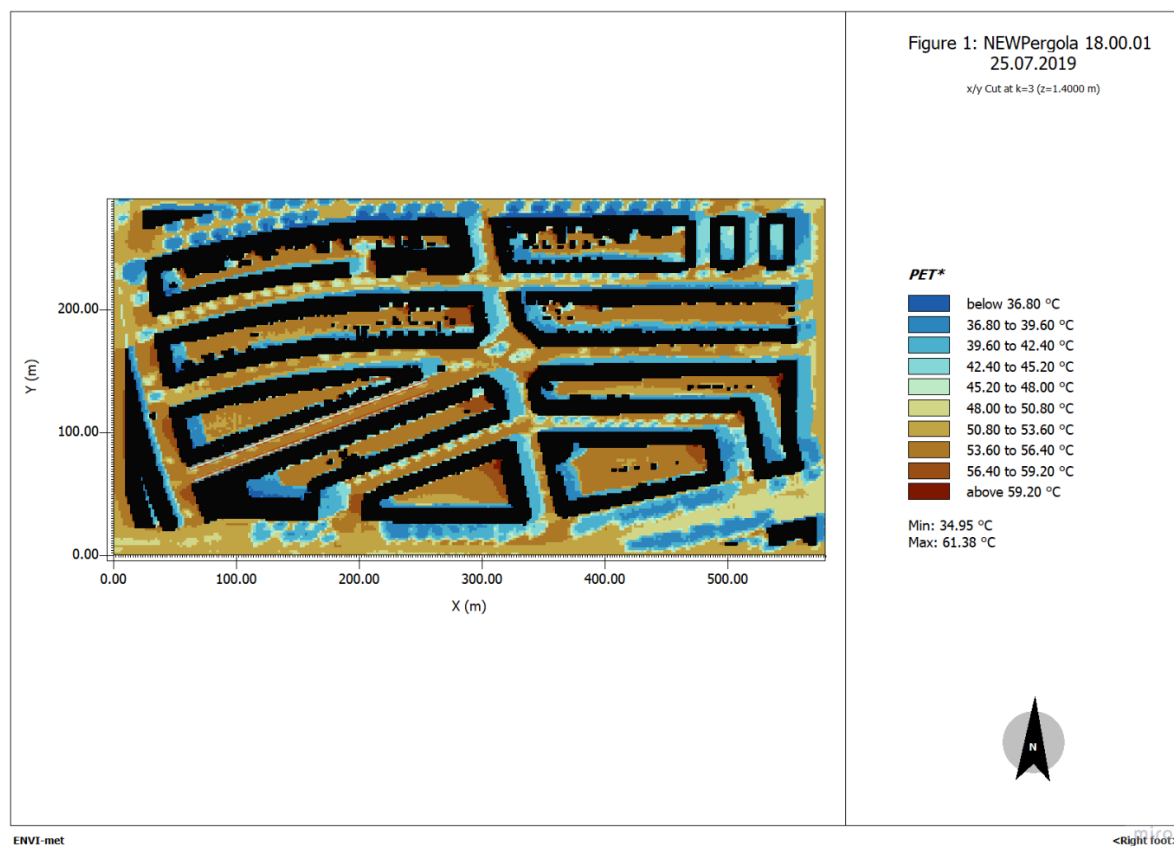 Figure 1: NEWPergola 18.00.01
25.07.2019
x/y Cut at k=3 (z=1.4000 m)
200.00
100.00
0.00
Y (m)
0.00 100.00 200.00 300.00 400.00 500.00
X (m)
PET*
below 36.80 °C
36.80 to 39.60 °C
39.60 to 42.40 °C
42.40 to 45.20 °C
45.20 to 48.00 °C
48.00 to 50.80 °C
50.80 to 53.60 °C
53.60 to 56.40 °C
56.40 to 59.20 °C
above 59.20 °C
Min: 34.95 °C
Max: 61.38 °C
N
ENVI-met
<Right foot>
miro